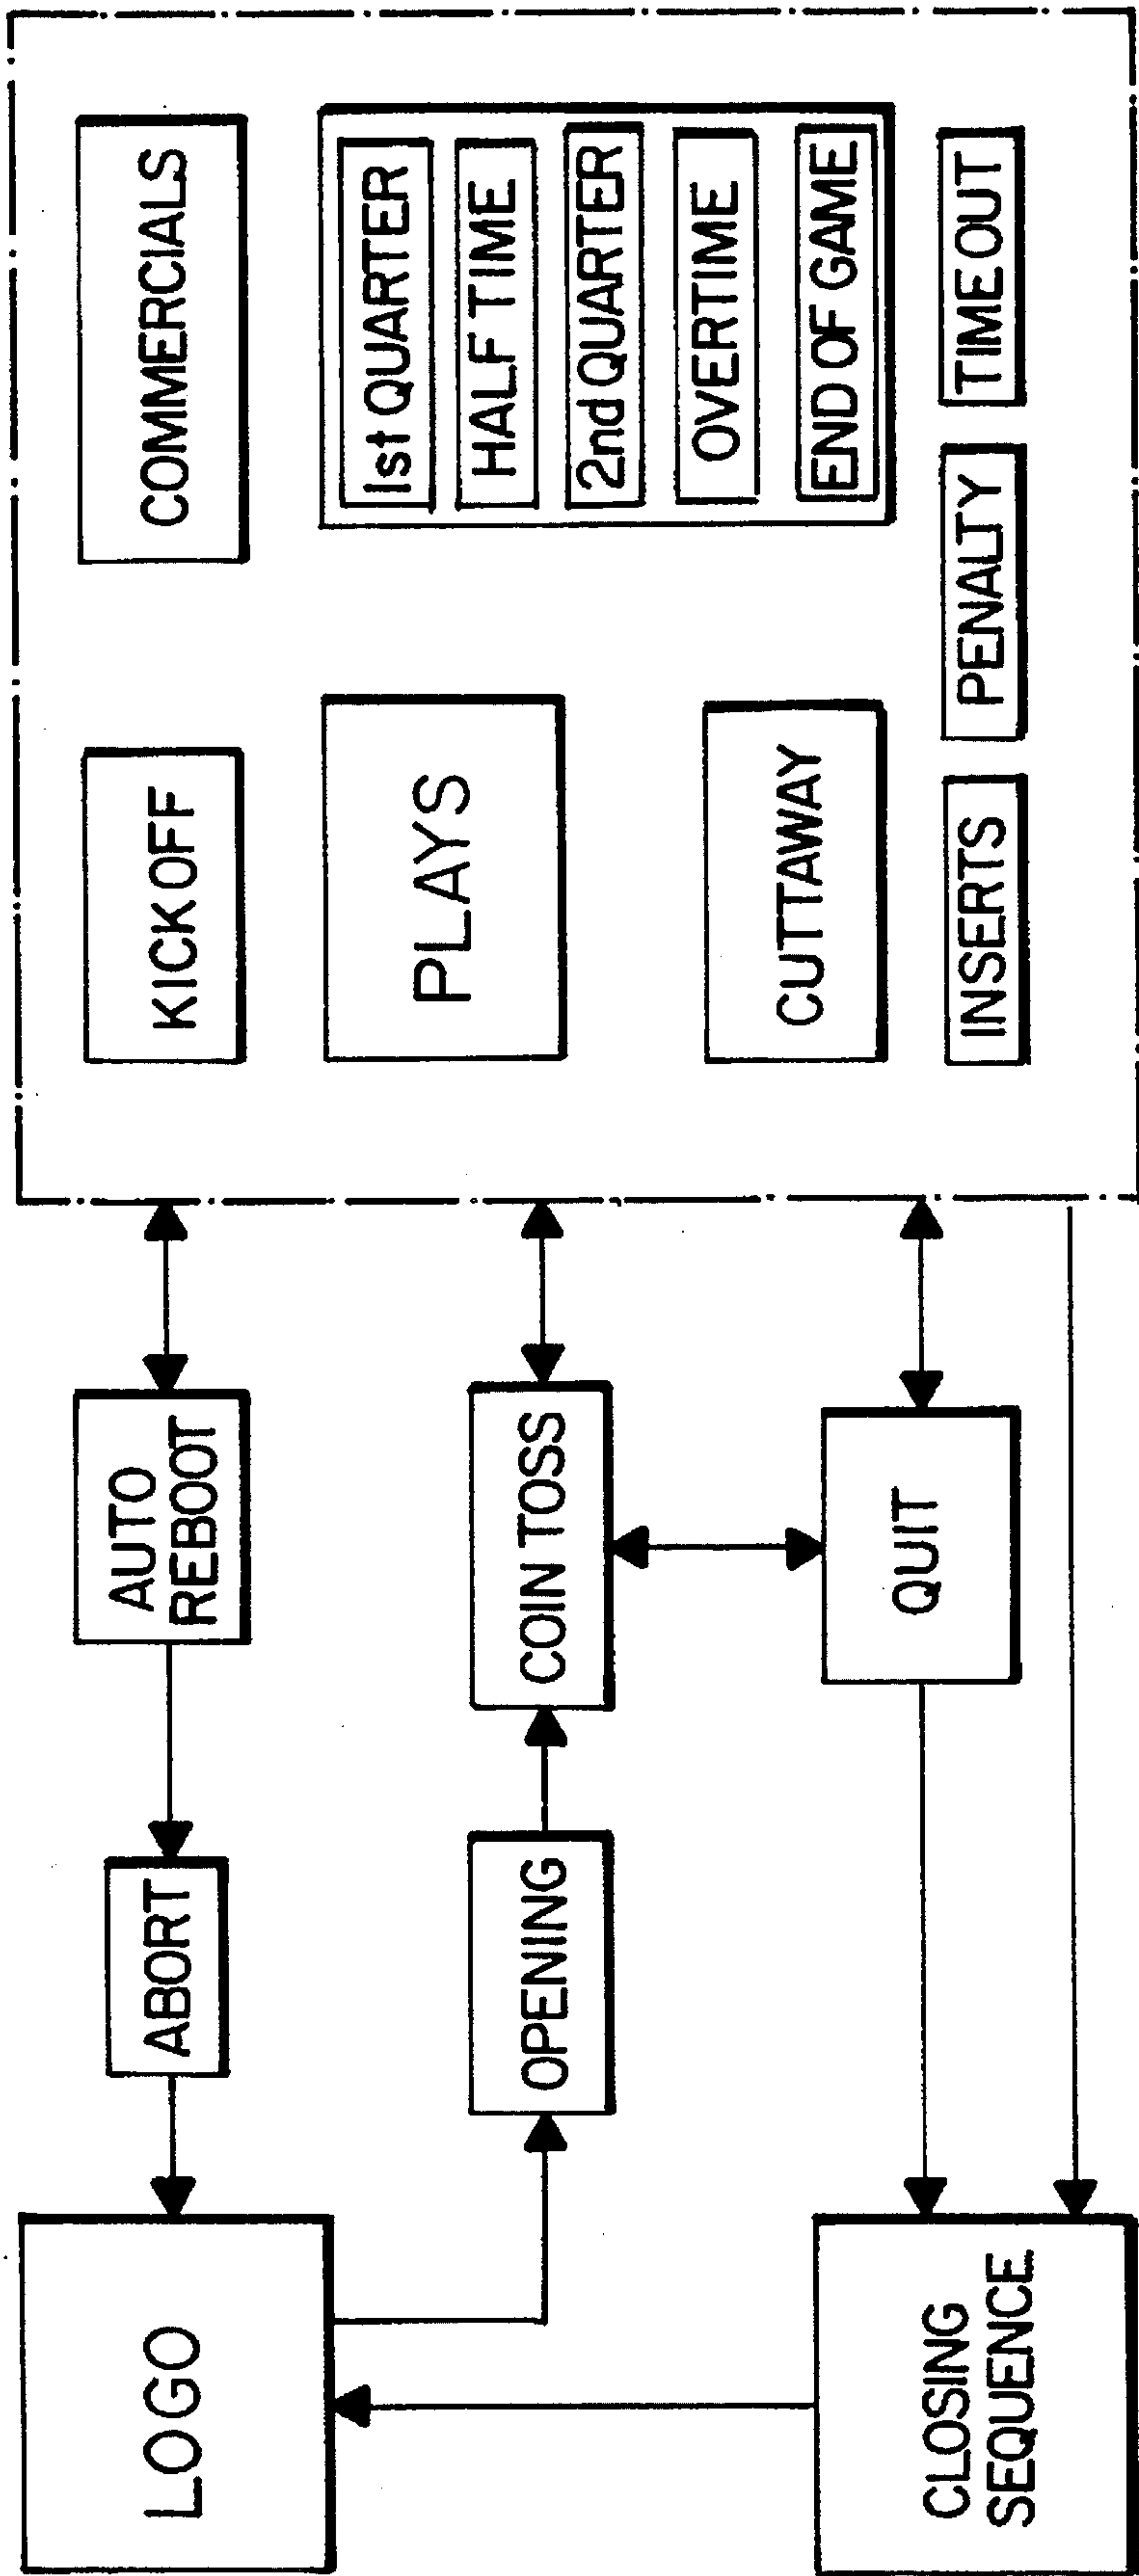 LOGO
ABORT
AUTO
REBOOT
OPENING
COIN TOSS
CLOSING
SEQUENCE
QUIT
KICK OFF
COMMERCIALS
PLAYS
1st QUARTER
HALF TIME
2nd QUARTER
OVERTIME
END OF GAME
CUTTAWAY
INSERTS
PENALTY
TIME OUT